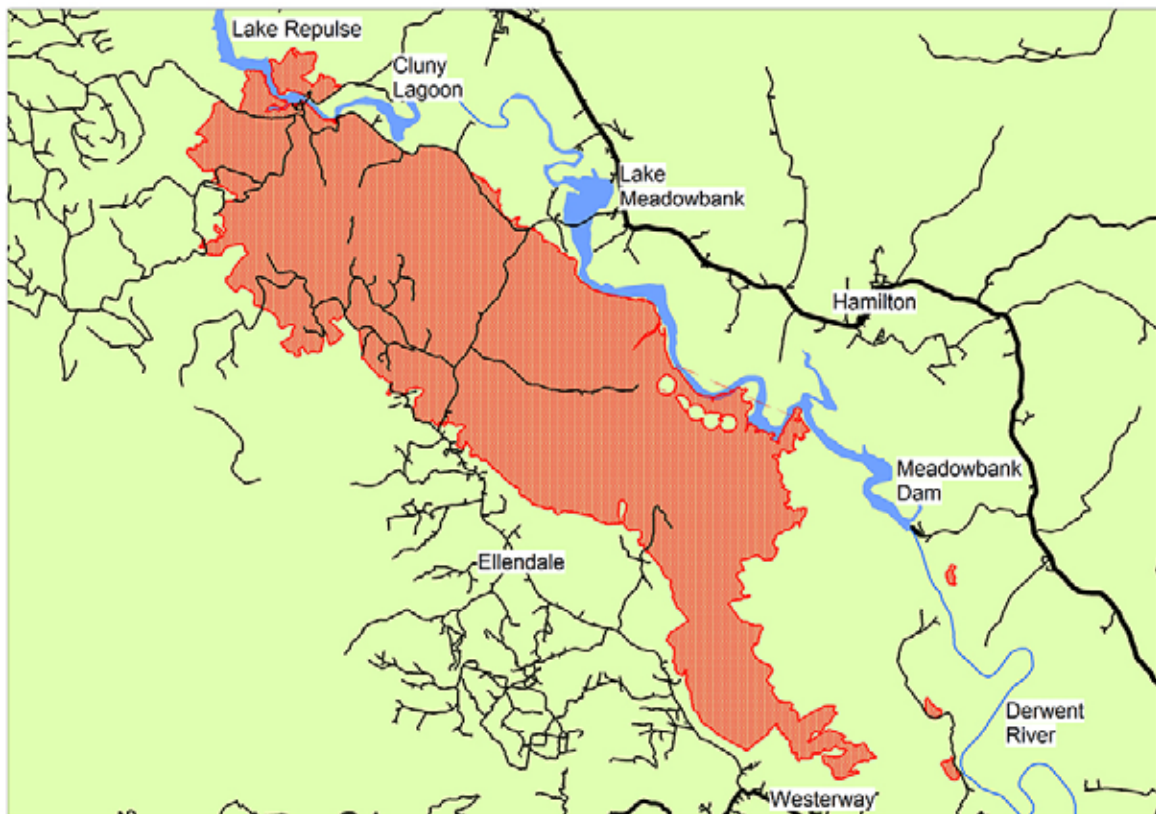 Lake Repulse
Cluny
Lagoon
Lake
Meadowbank
Hamilton
Meadowbank
Dam
Ellendale
Derwent
River
Westerway